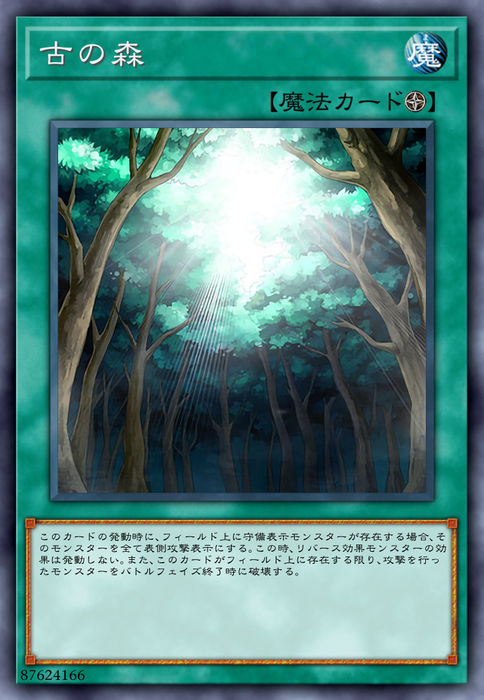 古の森
魔
【魔法カード】
このカードの発動時に、フィールド上に守備表示モンスターが存在する場合、そ
のモンスターを全て表側攻撃表示にする。この時、リバース効果モンスターの効
果は発動しない。また、このカードがフィールド上に存在する限り、攻撃を行っ
たモンスターをバトルフェイズ終了時に破壊する。
87624166